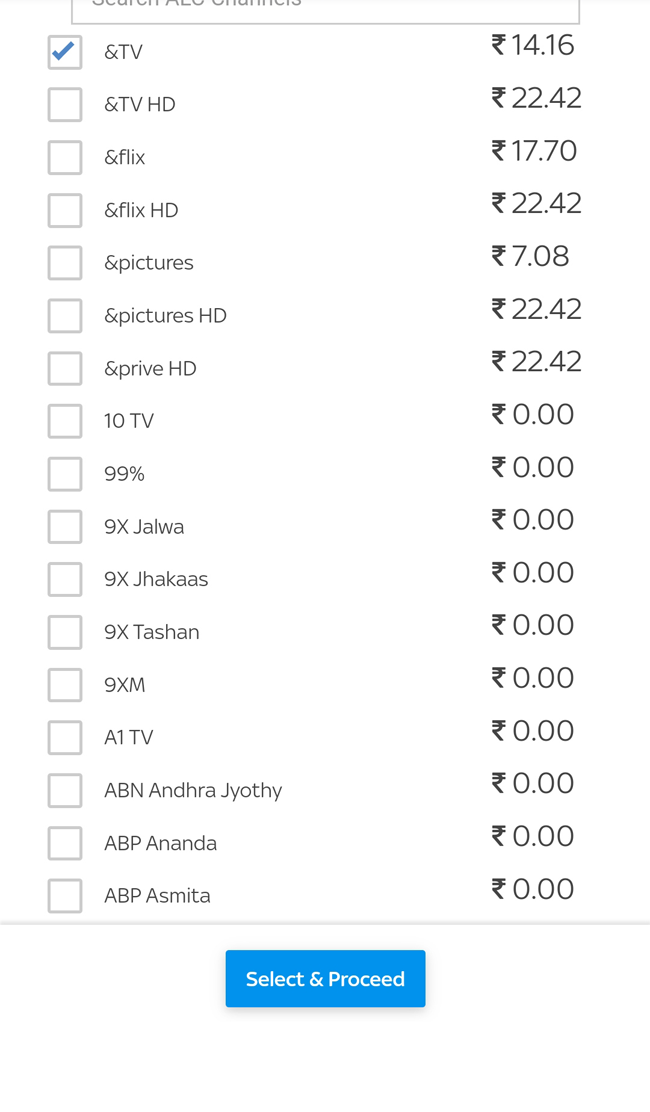 Search ALC Channels
&TV ₹ 14.16
&TV HD ₹ 22.42
&flix ₹ 17.70
&flix HD ₹ 22.42
&pictures ₹ 7.08
&pictures HD ₹ 22.42
&prive HD ₹ 22.42
10 TV ₹ 0.00
99% ₹ 0.00
9X Jalwa ₹ 0.00
9X Jhakaas ₹ 0.00
9X Tashan ₹ 0.00
9XM ₹ 0.00
A1 TV ₹ 0.00
ABN Andhra Jyothy ₹ 0.00
ABP Ananda ₹ 0.00
ABP Asmita ₹ 0.00
Select & Proceed